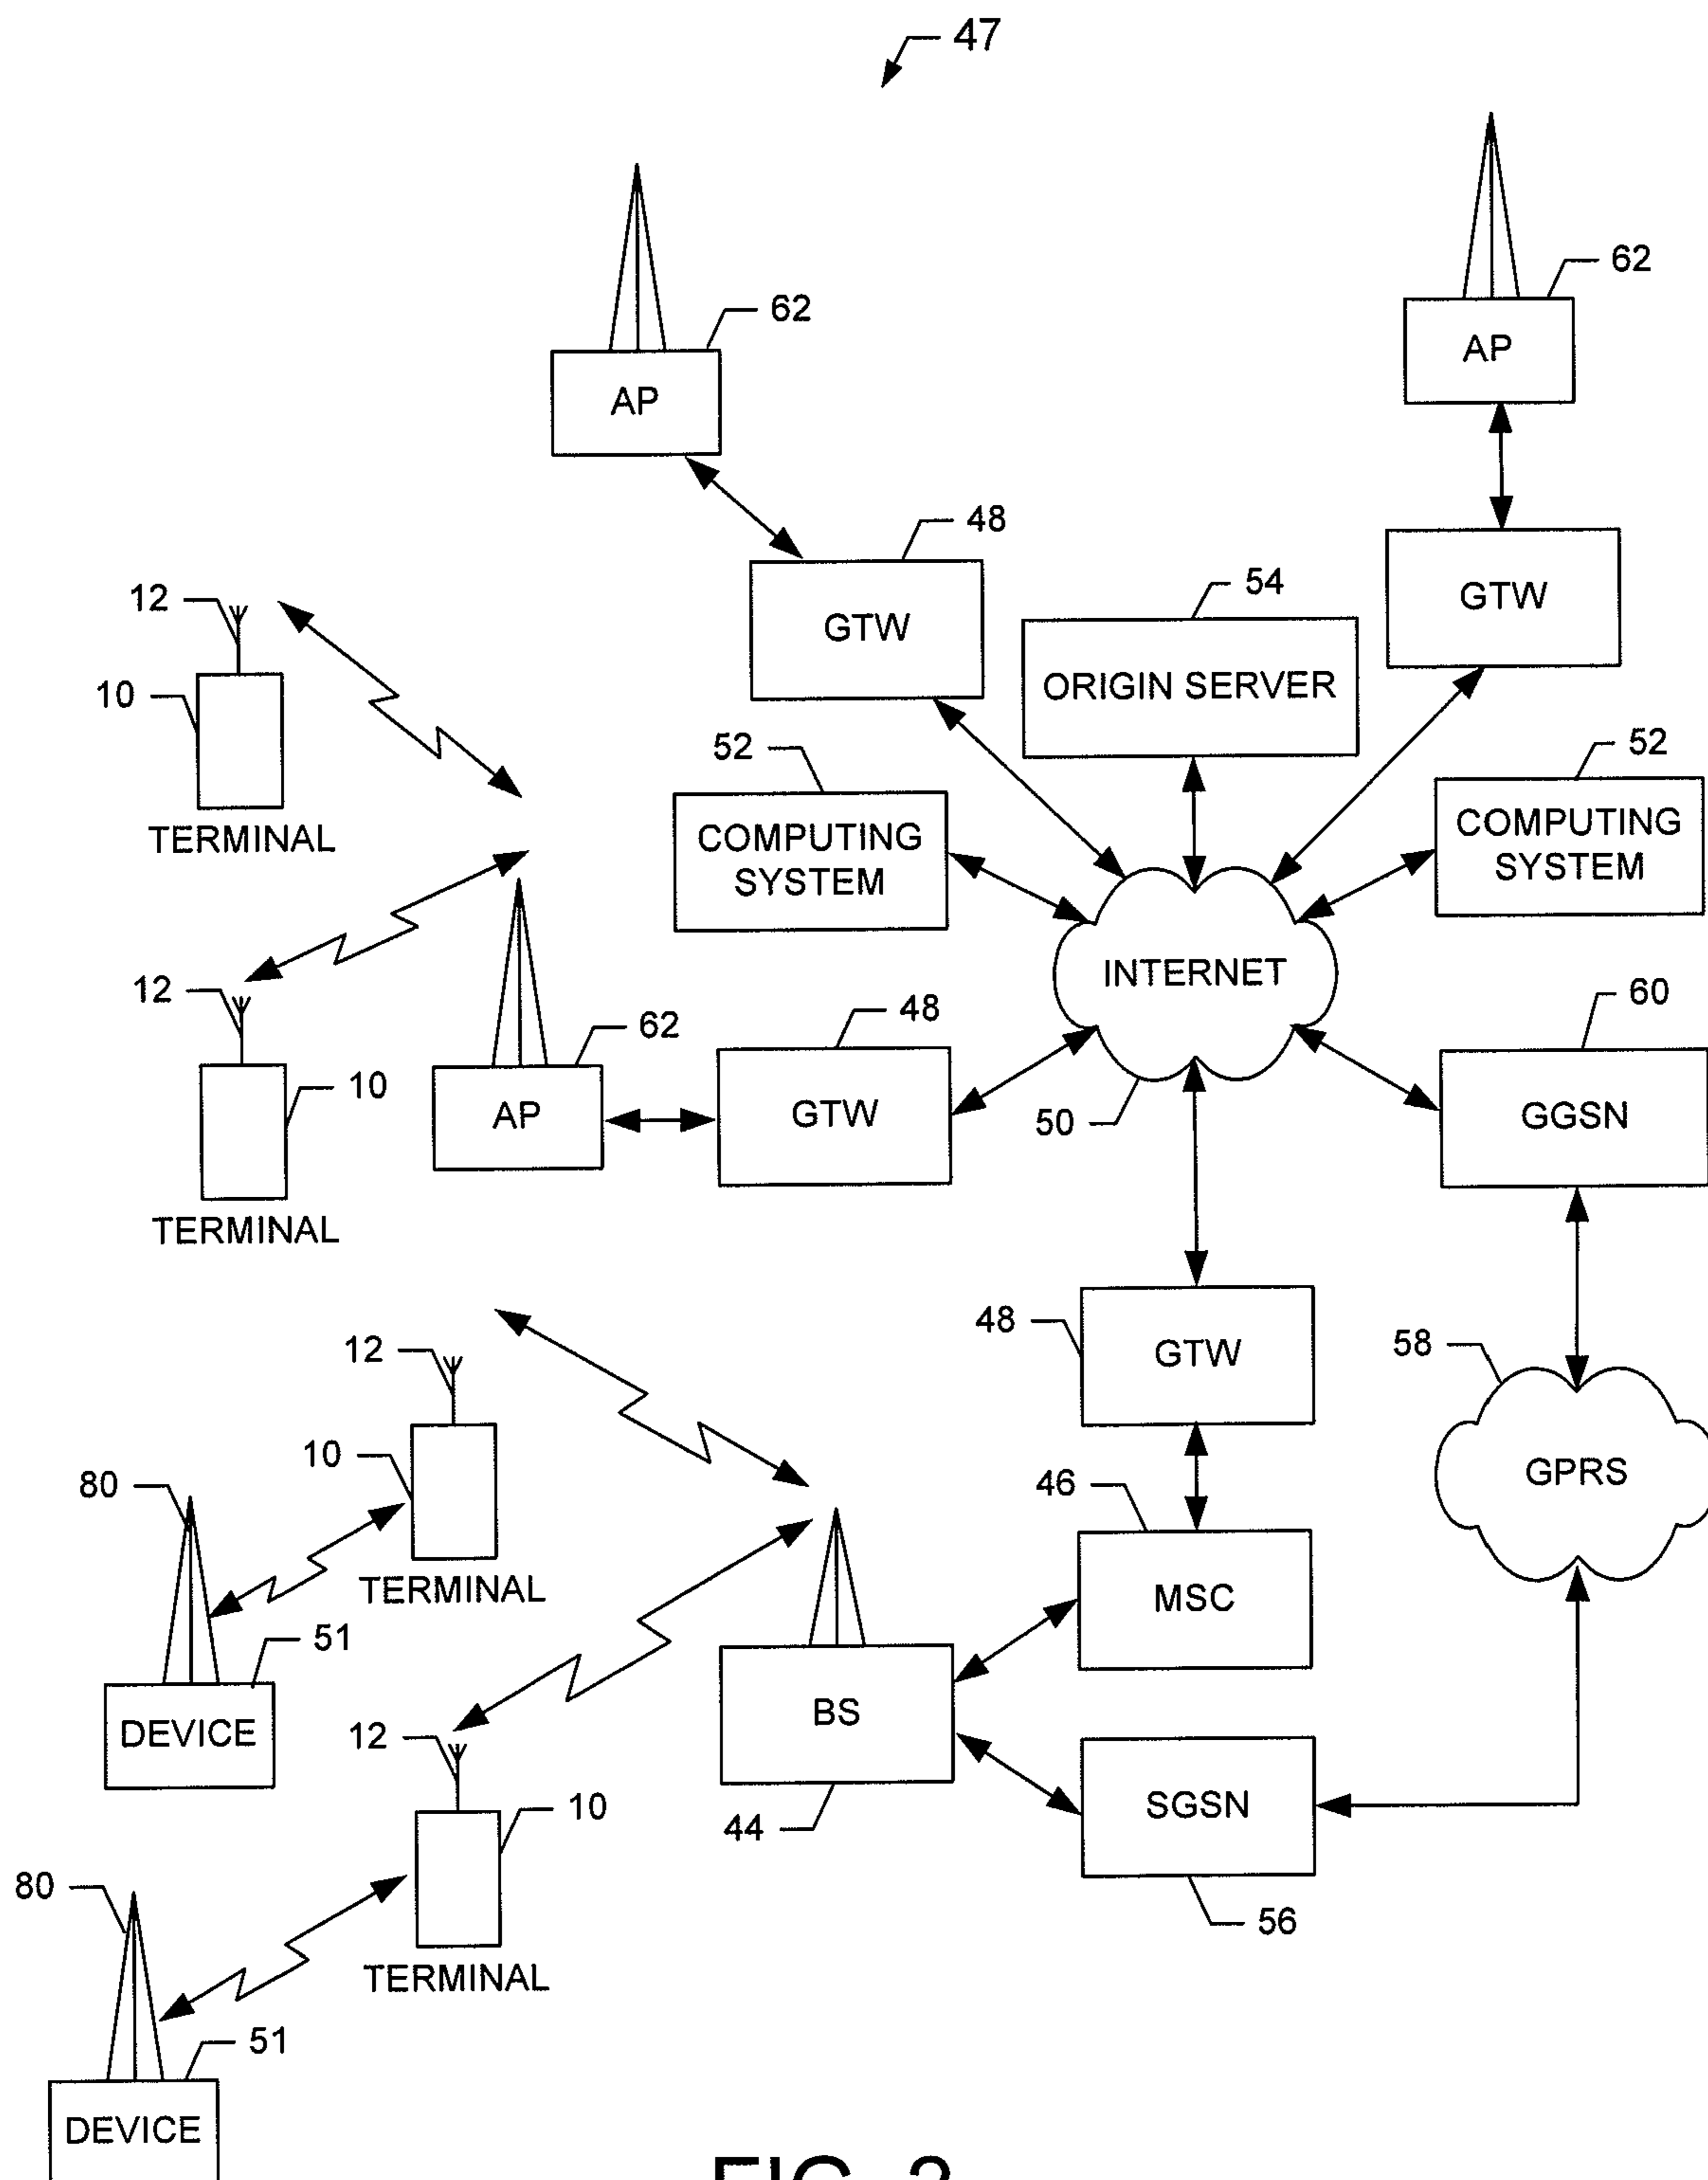 47
62
AP
62
AP
48
GTW
GTW
54
ORIGIN SERVER
12
10
TERMINAL
52
COMPUTING
SYSTEM
52
COMPUTING
SYSTEM
INTERNET
50
12
10
TERMINAL
62
AP
48
GTW
60
GGSN
48
GTW
58
GPRS
12
10
TERMINAL
80
51
DEVICE
46
MSC
BS
44
12
10
TERMINAL
SGSN
56
80
51
DEVICE